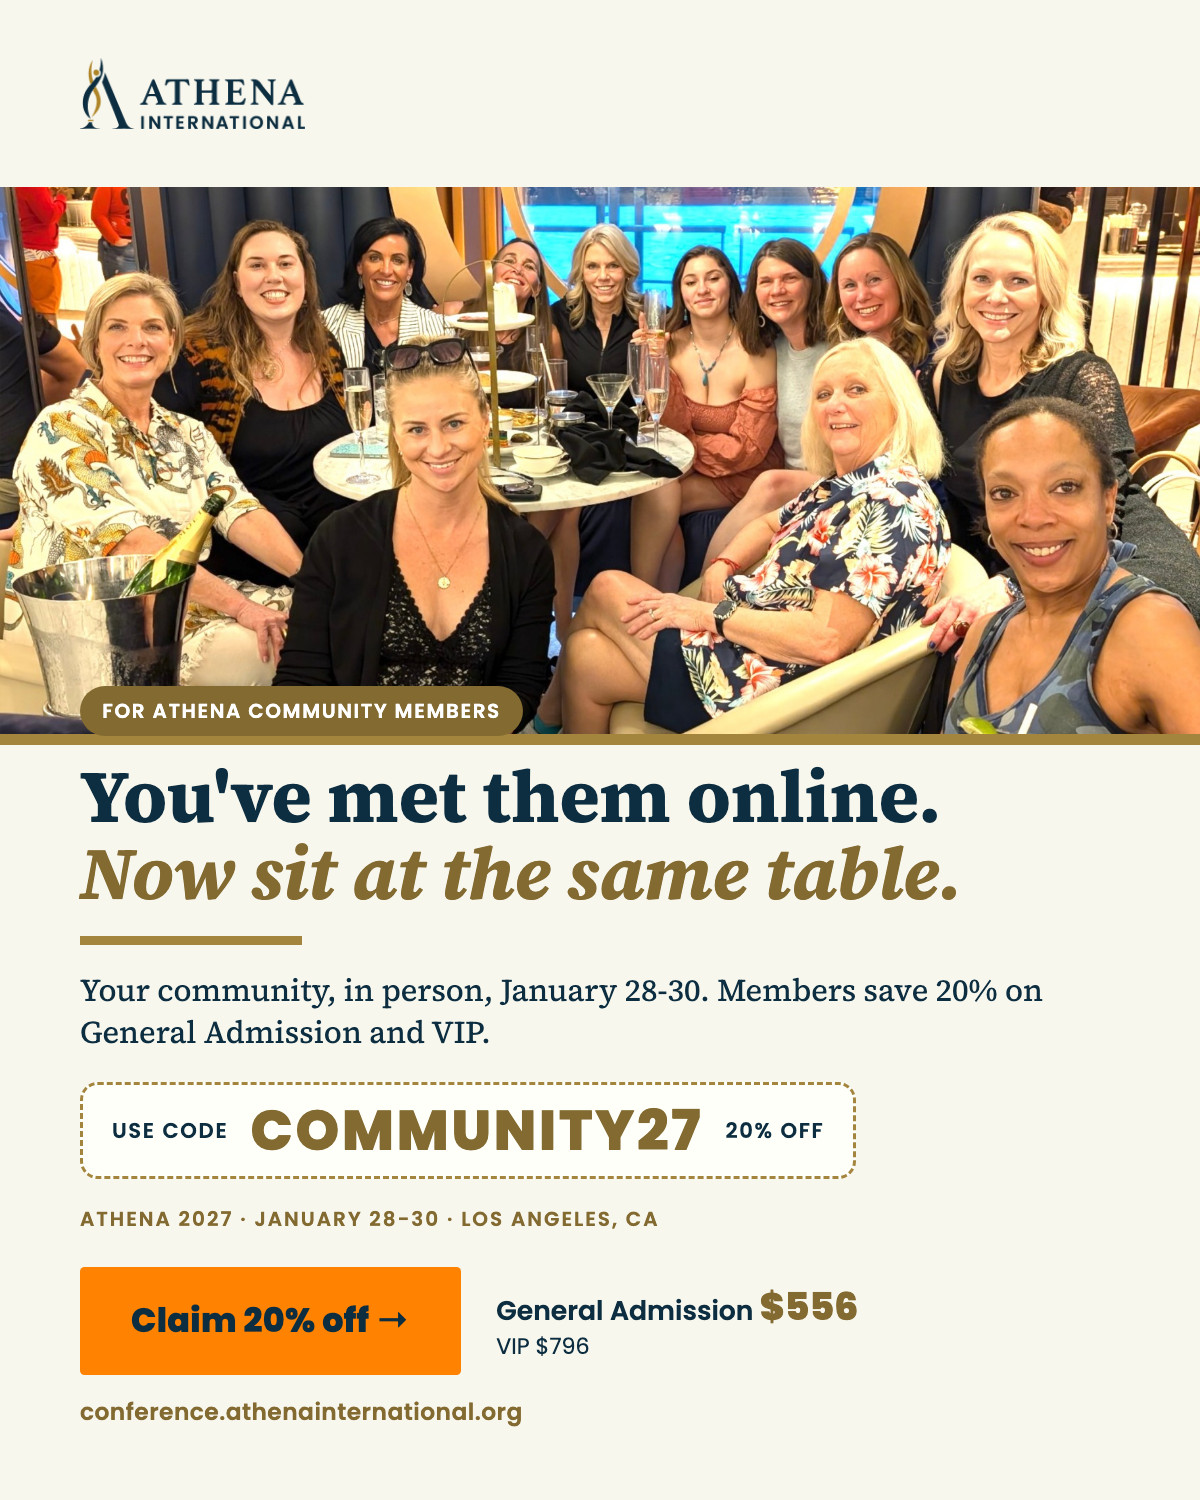 ATHENA
INTERNATIONAL
FOR ATHENA COMMUNITY MEMBERS
You've met them online.
Now sit at the same table.
Your community, in person, January 28-30. Members save 20% on
General Admission and VIP.
USE CODE COMMUNITY27 20% OFF
ATHENA 2027 · JANUARY 28-30 · LOS ANGELES, CA
Claim 20% off →
General Admission $556
VIP $796
conference.athenainternational.org